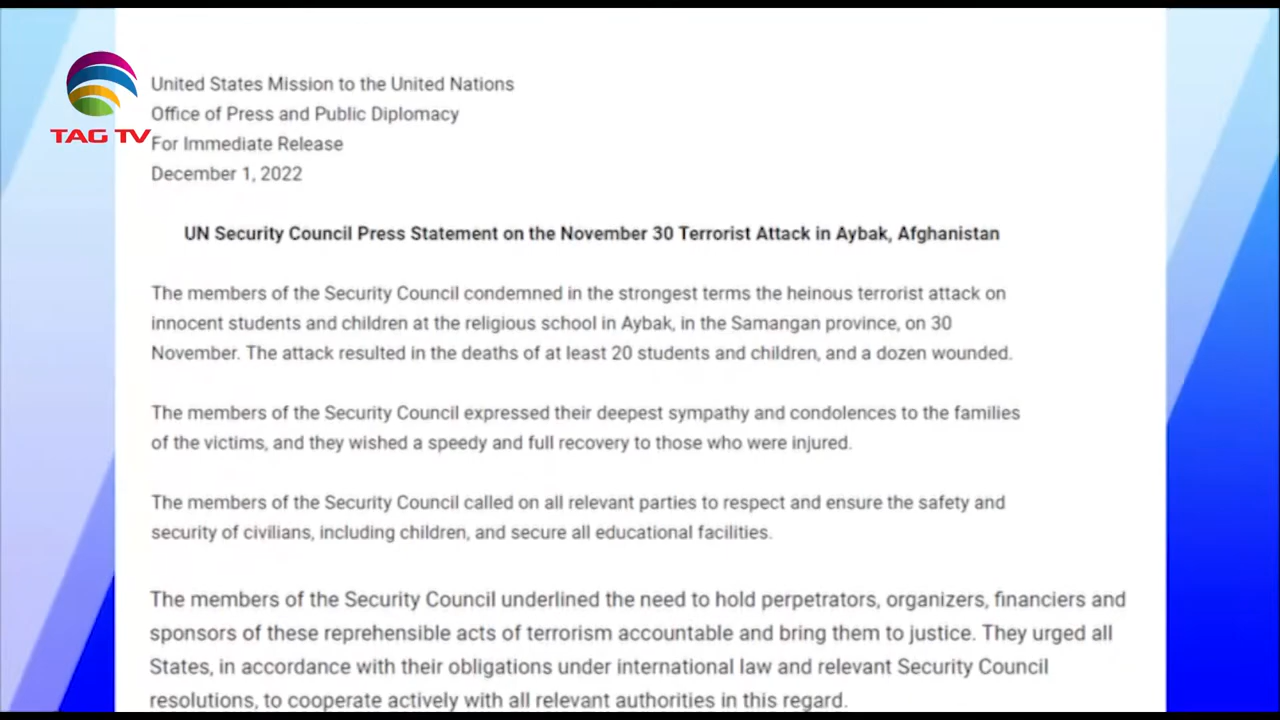 TAG TV
United States Mission to the United Nations
Office of Press and Public Diplomacy
For Immediate Release
December 1, 2022
UN Security Council Press Statement on the November 30 Terrorist Attack in Aybak, Afghanistan
The members of the Security Council condemned in the strongest terms the heinous terrorist attack on
innocent students and children at the religious school in Aybak, in the Samangan province, on 30
November. The attack resulted in the deaths of at least 20 students and children, and a dozen wounded.
The members of the Security Council expressed their deepest sympathy and condolences to the families
of the victims, and they wished a speedy and full recovery to those who were injured.
The members of the Security Council called on all relevant parties to respect and ensure the safety and
security of civilians, including children, and secure all educational facilities.
The members of the Security Council underlined the need to hold perpetrators, organizers, financiers and
sponsors of these reprehensible acts of terrorism accountable and bring them to justice. They urged all
States, in accordance with their obligations under international law and relevant Security Council
resolutions, to cooperate actively with all relevant authorities in this regard.